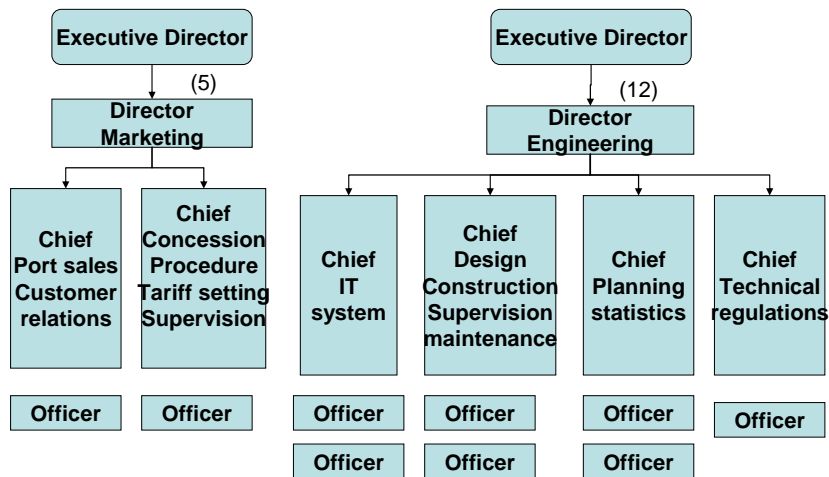 Executive Director
(5)
Director
Marketing
Chief
Port sales
Customer
relations
Chief
Concession
Procedure
Tariff setting
Supervision
Officer
Officer
Executive Director
(12)
Director
Engineering
Chief
IT
system
Chief
Design
Construction
Supervision
maintenance
Chief
Planning
statistics
Chief
Technical
regulations
Officer
Officer
Officer
Officer
Officer
Officer
Officer